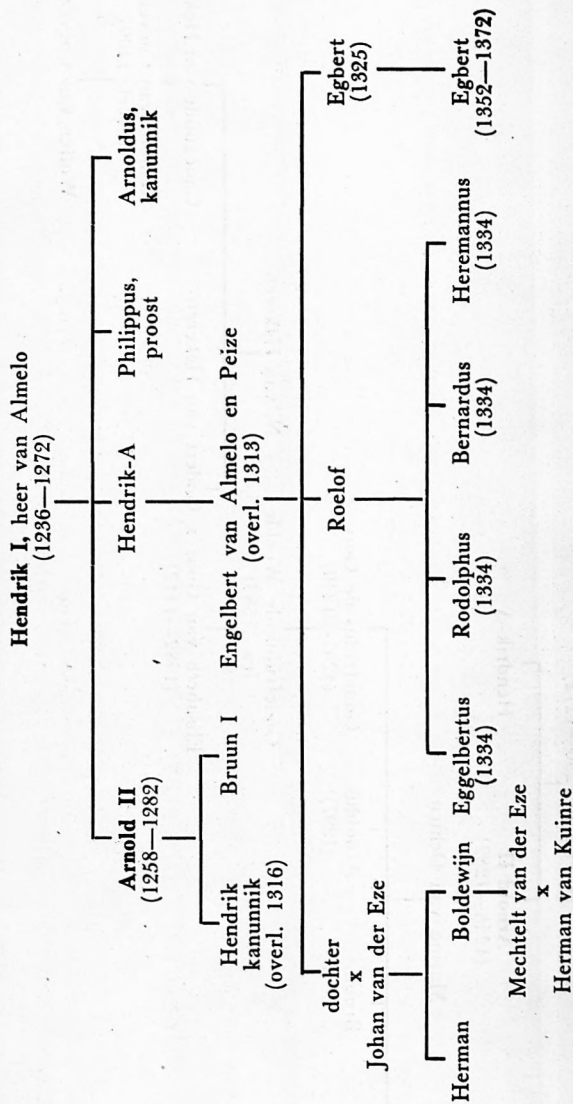 Hendrik I, heer van Almelo
(1236—1272)
Arnold II
(1258—1282)
Hendrik-A
Philippus,
proost
Arnoldus,
kanunnik
Hendrik
kanunnik
(overl. 1316)
Bruun I
Engelbert van Almelo en Peize
(overl. 1313)
dochter
x
Johan van der Eze
Roelof
Egbert
(1325)
Herman
Boldewijn
Eggelbertus
(1334)
Rodolphus
(1334)
Bernardus
(1334)
Heremannus
(1334)
Egbert
(1352—1372)
Mechtelt van der Eze
x
Herman van Kuinre